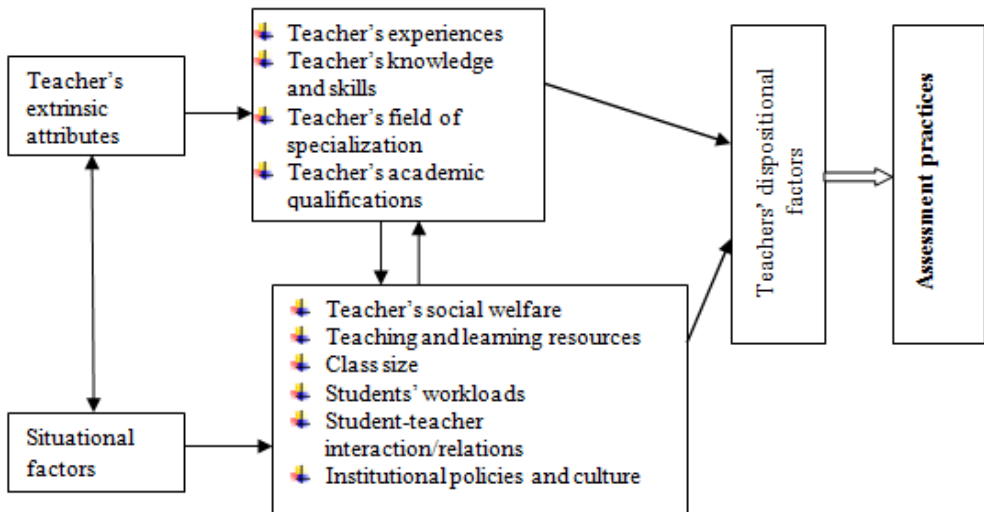 Teacher’s extrinsic attributes
Teacher’s experiences
Teacher’s knowledge
and skills
Teacher’s field of
specialization
Teacher’s academic
qualifications
Situational
factors
Teacher’s social welfare
Teaching and learning resources
Class size
Students’ workloads
Student-teacher
interaction/relations
Institutional policies and culture
Teachers’ dispositional
factors
Assessment practices